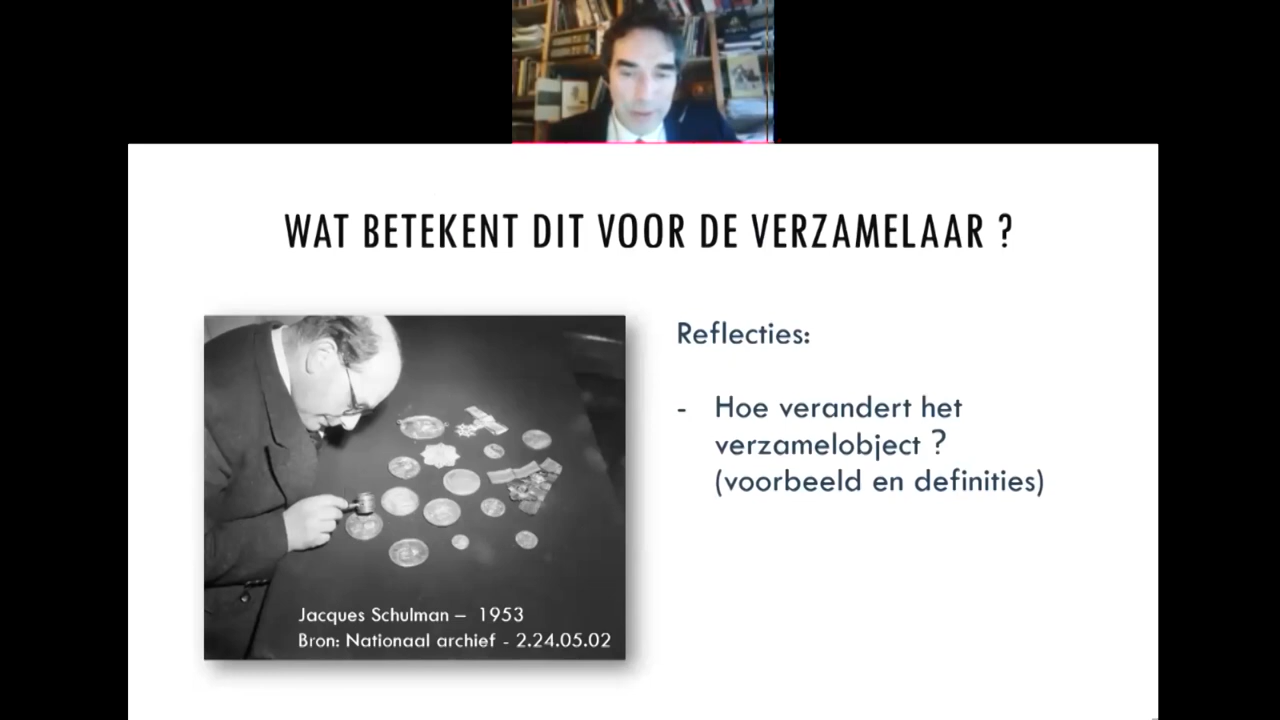 WAT BETEKENT DIT VOOR DE VERZAMELAAR ?
Reflecties:
- Hoe verandert het
verzamelobject ?
(voorbeeld en definities)
Jacques Schulman – 1953
Bron: Nationaal archief - 2.24.05.02